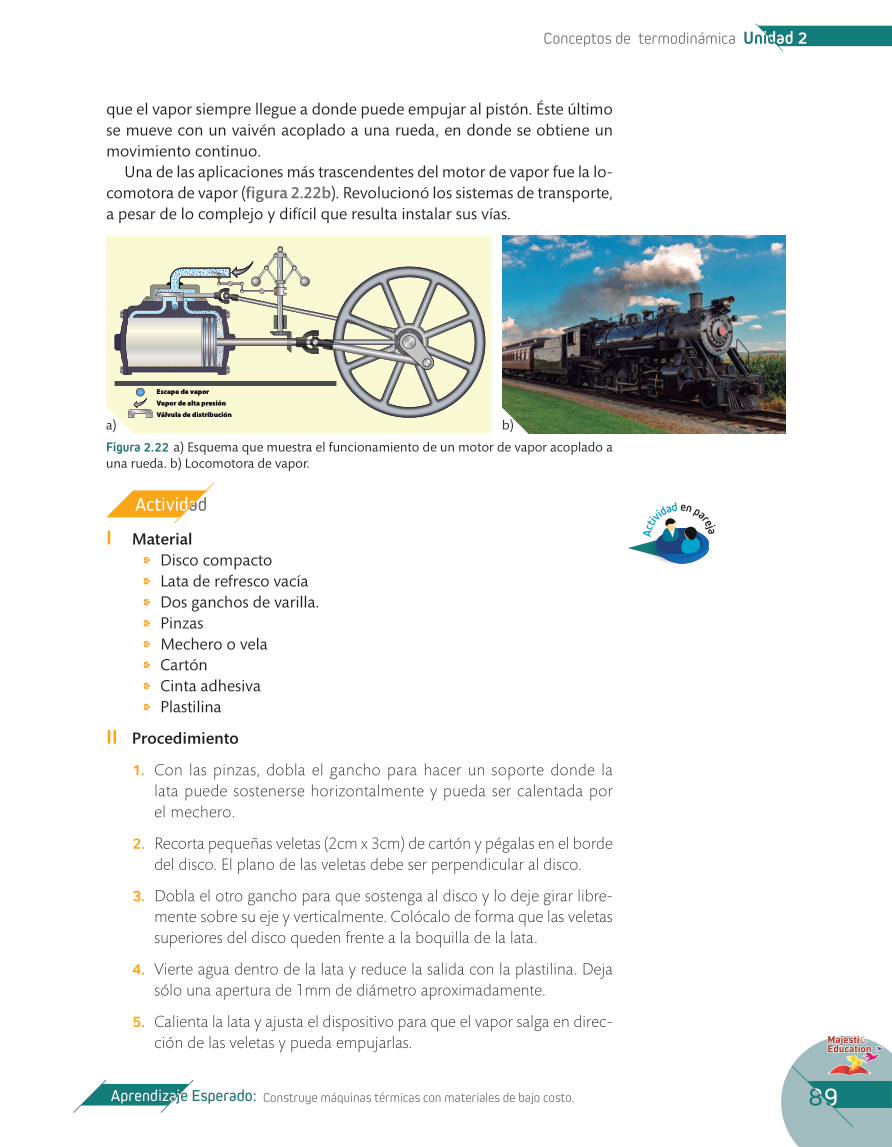 Conceptos de termodinámica Unidad 2
que el vapor siempre llegue a donde puede empujar al pistón. Éste último
se mueve con un vaivén acoplado a una rueda, en donde se obtiene un
movimiento continuo.
Una de las aplicaciones más trascendentes del motor de vapor fue la lo-
comotora de vapor (figura 2.22b). Revolucionó los sistemas de transporte,
a pesar de lo complejo y difícil que resulta instalar sus vías.
Escape de vapor
Vapor de alta presión
Válvula de distribución
a)
b)
Figura 2.22 a) Esquema que muestra el funcionamiento de un motor de vapor acoplado a
una rueda. b) Locomotora de vapor.
Actividad
Actividad en pareja
I Material
Disco compacto
Lata de refresco vacía
Dos ganchos de varilla.
Pinzas
Mechero o vela
Cartón
Cinta adhesiva
Plastilina
II Procedimiento
1. Con las pinzas, dobla el gancho para hacer un soporte donde la
lata puede sostenerse horizontalmente y pueda ser calentada por
el mechero.
2. Recorta pequeñas veletas (2cm x 3cm) de cartón y pégalas en el borde
del disco. El plano de las veletas debe ser perpendicular al disco.
3. Dobla el otro gancho para que sostenga al disco y lo deje girar libre-
mente sobre su eje y verticalmente. Colócalo de forma que las veletas
superiores del disco queden frente a la boquilla de la lata.
4. Vierte agua dentro de la lata y reduce la salida con la plastilina. Deja
sólo una apertura de 1mm de diámetro aproximadamente.
5. Calienta la lata y ajusta el dispositivo para que el vapor salga en direc-
ción de las veletas y pueda empujarlas.
Majestic
Education
Aprendizaje Esperado: Construye máquinas térmicas con materiales de bajo costo.
89